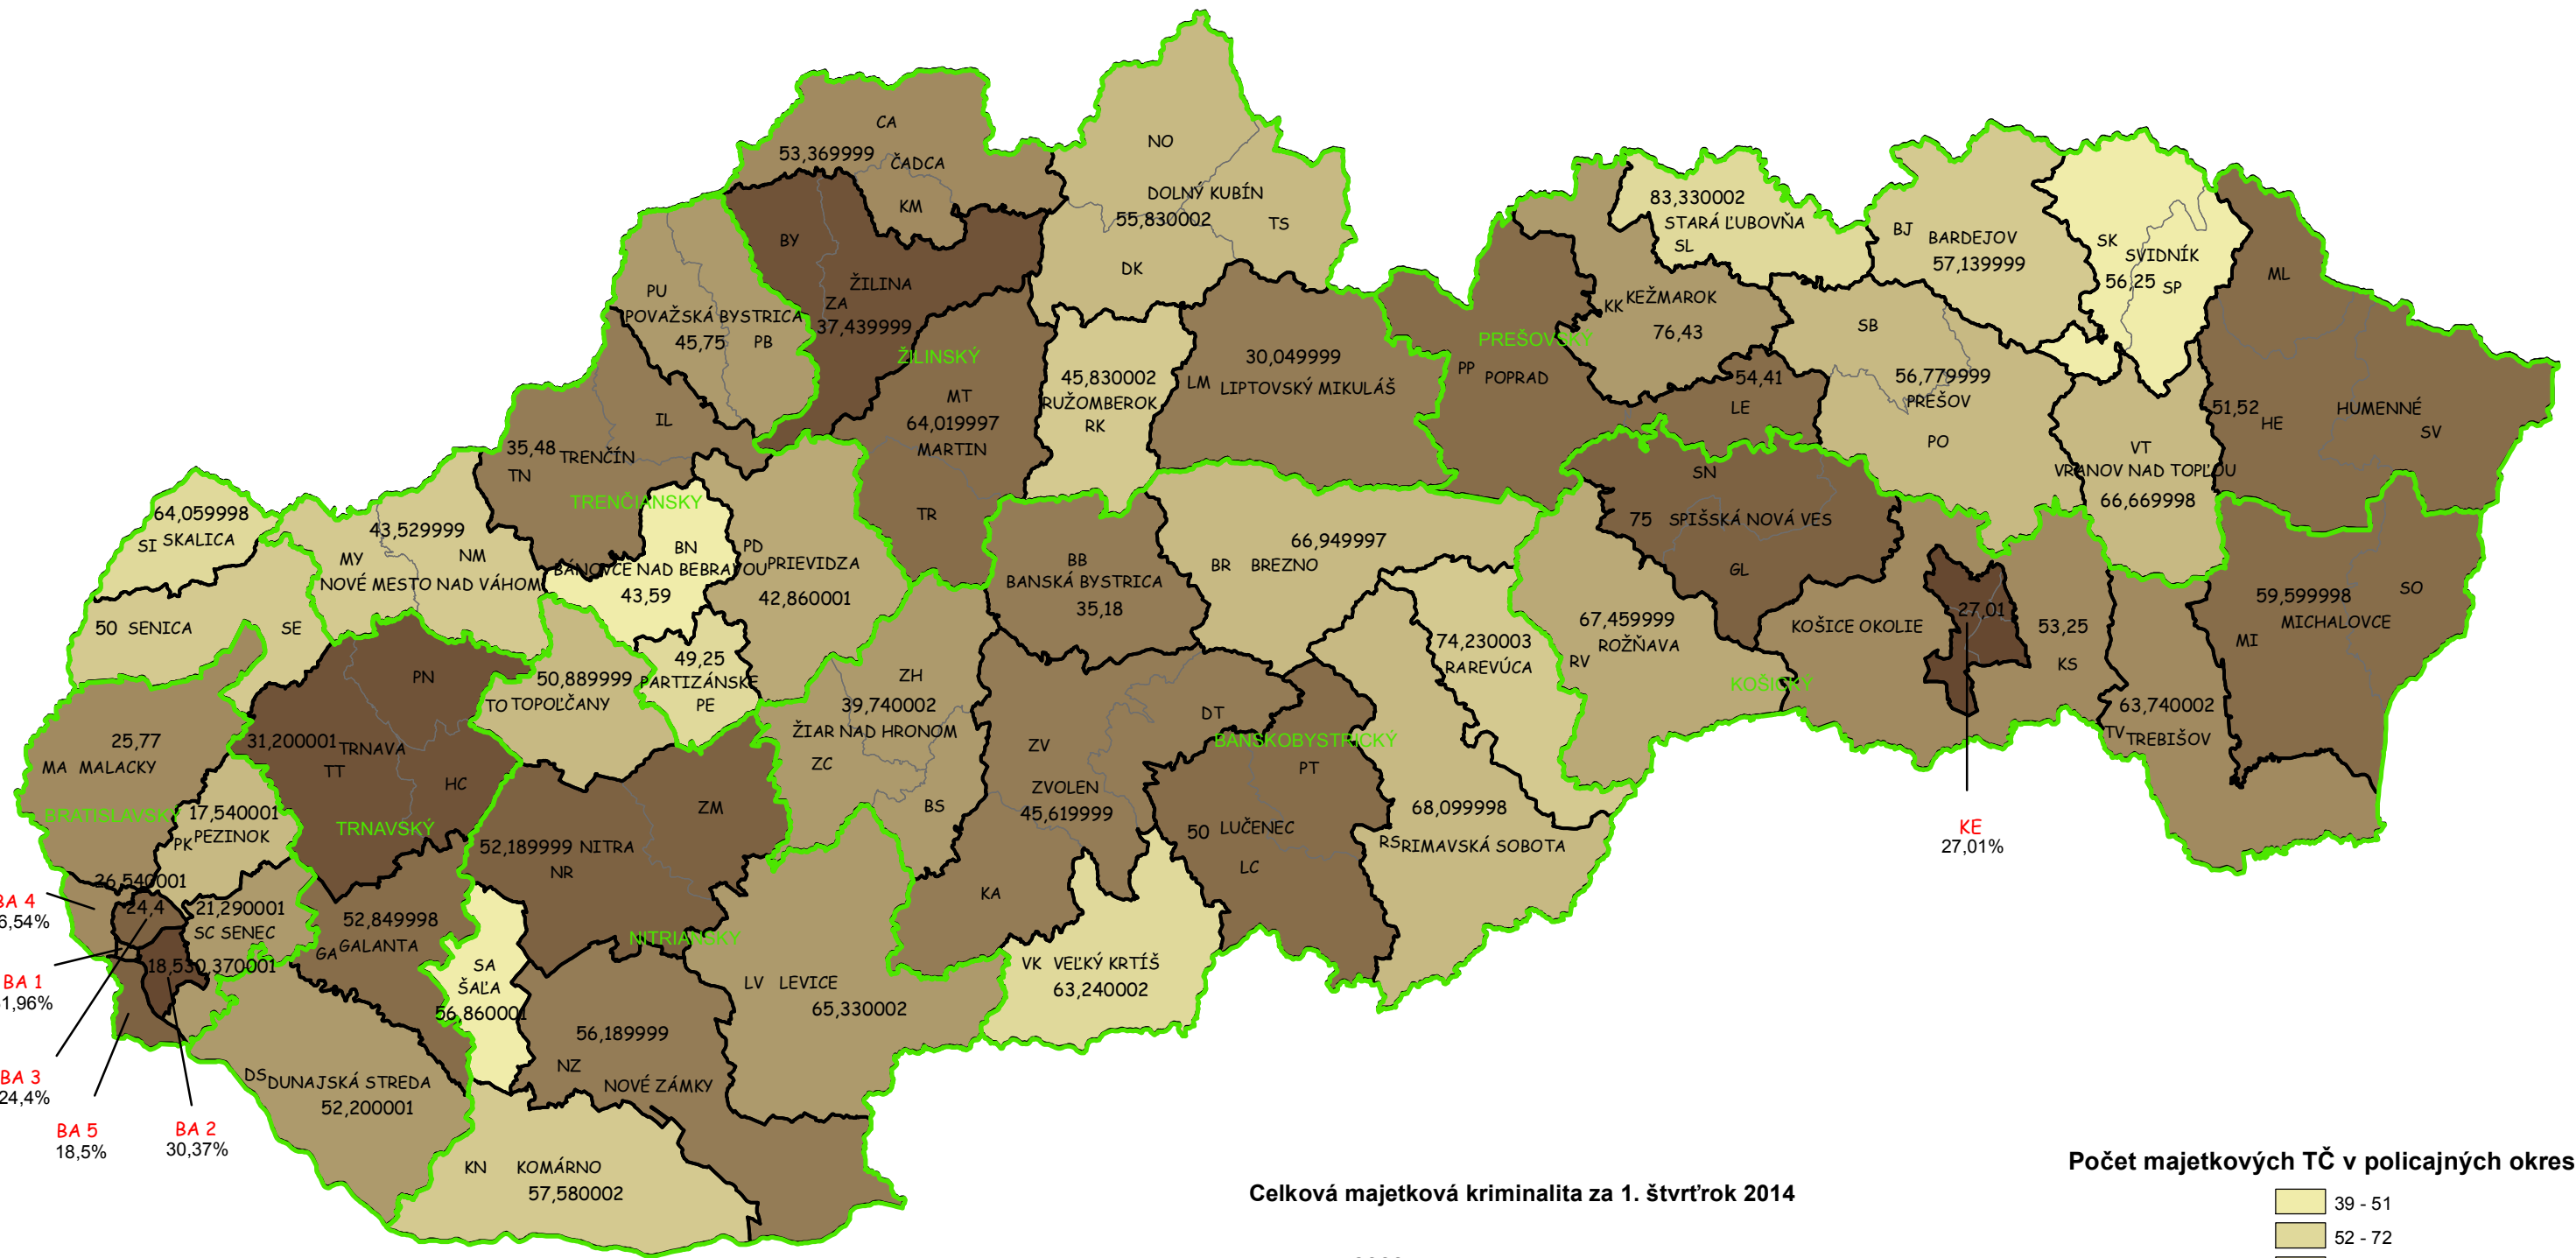 CA
53,369999 ČADCA
KM
NO
DOLNÝ KUBÍN
55,830002
TS
DK
83,330002
STARÁ ĽUBOVŇA
SL
BJ
BARDEJOV
57,139999
SK
SVIDNÍK
56,25 SP
ML
BY
ŽILINA
ZA
37,439999
PU
POVAŽSKÁ BYSTRICA
45,75 PB
ŽILINSKÝ
MT
64,019997
MARTIN
TR
45,830002
RUŽOMBEROK
RK
30,049999
LM LIPTOVSKÝ MIKULÁŠ
PREŠOVSKÝ
PP POPRAD
KK KEŽMAROK
76,43
54,41
LE
SB
56,779999
PREŠOV
PO
51,52
HE
HUMENNÉ
SV
VT
VRANOV NAD TOPĽOU
66,669998
IL
35,48 TRENČÍN
TN
TRENČIANSKY
64,059998
SI SKALICA
50 SENICA
SE
43,529999
MY
NM
NOVÉ MESTO NAD VÁHOM
BN
BÁNOVCE NAD BEBRAVOU
43,59
PD
PRIEVIDZA
42,860001
BB
BANSKÁ BYSTRICA
35,18
66,949997
BR BREZNO
SN
75 SPIŠSKÁ NOVÁ VES
GL
67,459999
ROŽŇAVA
RV
KOŠICE OKOLIE
27,01
53,25
KS
KOŠICKÝ
59,599998
MICHALOVCE
MI
SO
63,740002
TV TREBIŠOV
74,230003
RAREVÚCA
PN
31,200001 TRNAVA
TT
HC
TRNAVSKÝ
50,889999
TO TOPOĽČANY
49,25
PARTIZÁNSKE
PE
ZH
39,740002
ŽIAR NAD HRONOM
ZC
BS
DT
ZV
ZVOLEN
45,619999
KA
BANSKOBYSTRICKÝ
PT
50 LUČENEC
LC
68,099998
RS RIMAVSKÁ SOBOTA
25,77
MA MALACKY
BRATISLAVSKÝ
17,540001
PEZINOK
PK
26,540001
24,4
21,290001
SC SENEC
18,530,370001
52,849998
GALANTA
GA
ZM
52,189999 NITRA
NR
NITRIANSKY
SA
ŠAĽA
56,860001
LV LEVICE
65,330002
VK VEĽKÝ KRTÍŠ
63,240002
56,189999
NZ
NOVÉ ZÁMKY
DS DUNAJSKÁ STREDA
52,200001
KN KOMÁRNO
57,580002
BA 4
6,54%
BA 1
1,96%
BA 3
24,4%
BA 5
18,5%
BA 2
30,37%
KE
27,01%
Celková majetková kriminalita za 1. štvrťrok 2014
Počet majetkových TČ v policajných okres
39 - 51
52 - 72